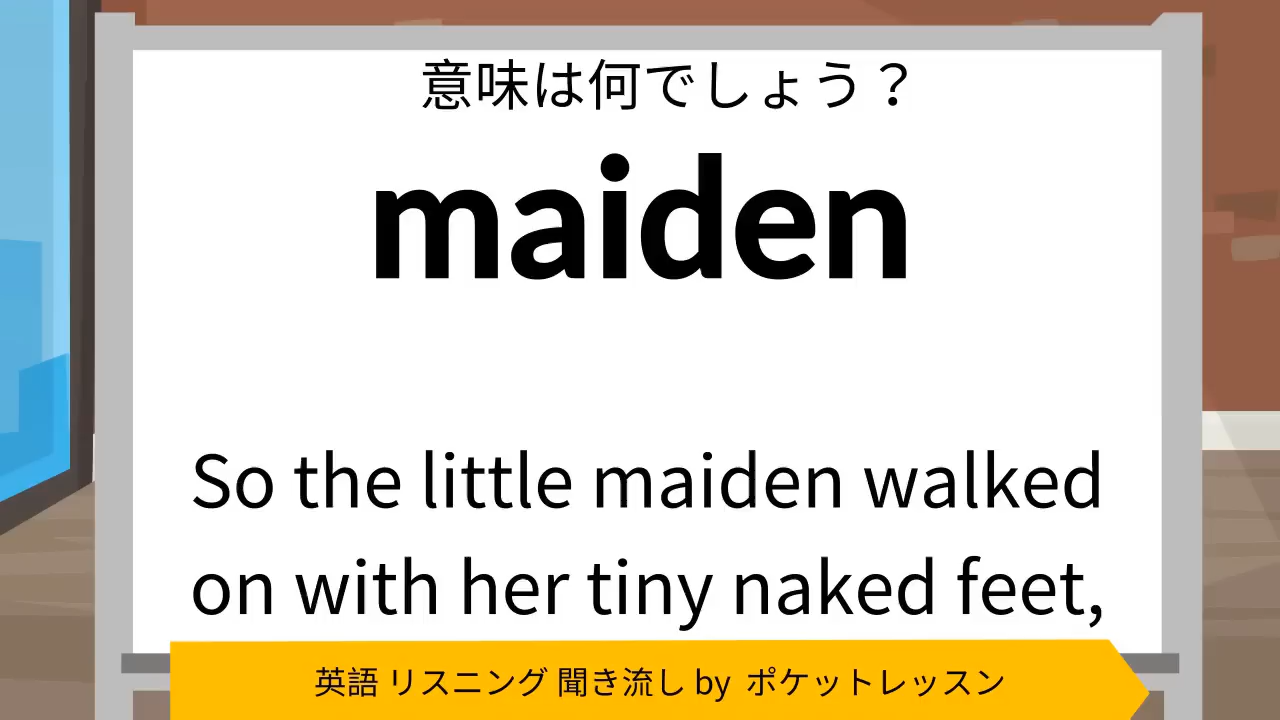 意味は何でしょう？
maiden
So the little maiden walked
on with her tiny naked feet,
英語 リスニング 聞き流し by ポケットレッスン